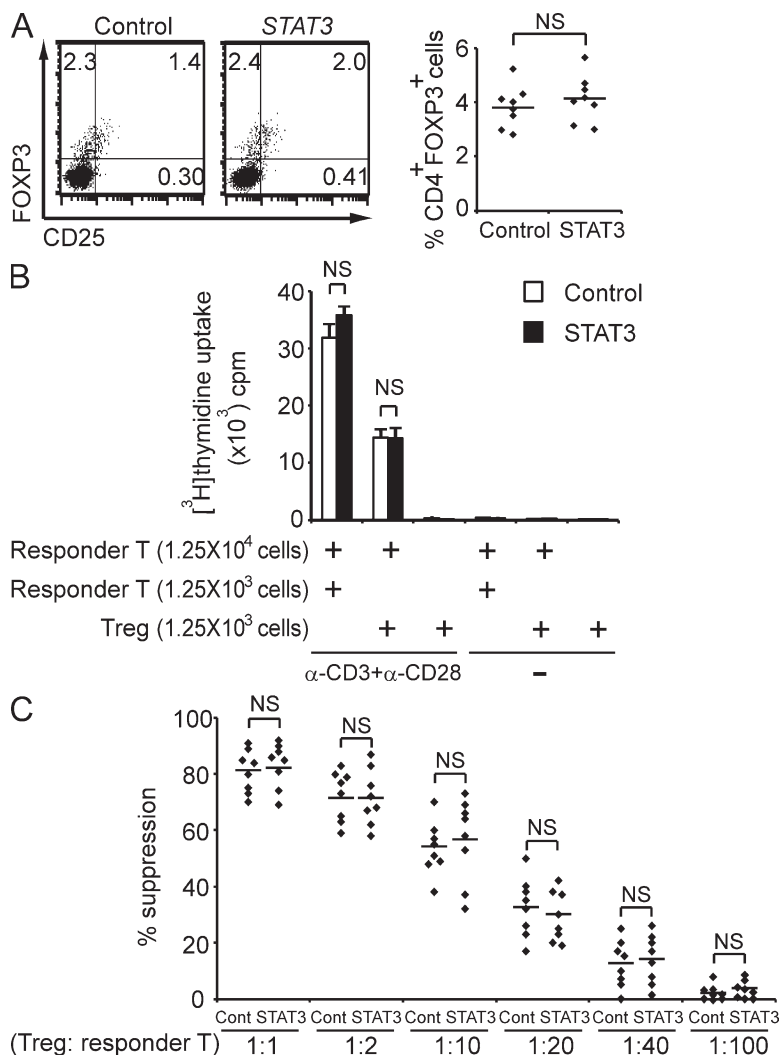 A
Control
STAT3
2.3
1.4
2.4
2.0
0.30
0.41
FOXP3
CD25
NS
% CD4+FOXP3+ cells
6
4
2
0
Control STAT3
B
NS
NS
[3H]thymidine uptake
(x10^3) cpm
40
30
20
10
0
Control
STAT3
Responder T (1.25X10^4 cells) + + + +
Responder T (1.25X10^3 cells) + +
Treg (1.25X10^3 cells) + + + +
α-CD3+α-CD28 -
C
NS NS NS NS NS NS
% suppression
100
80
60
40
20
0
Cont STAT3 Cont STAT3 Cont STAT3 Cont STAT3 Cont STAT3 Cont STAT3
(Treg: responder T) 1:1 1:2 1:10 1:20 1:40 1:100